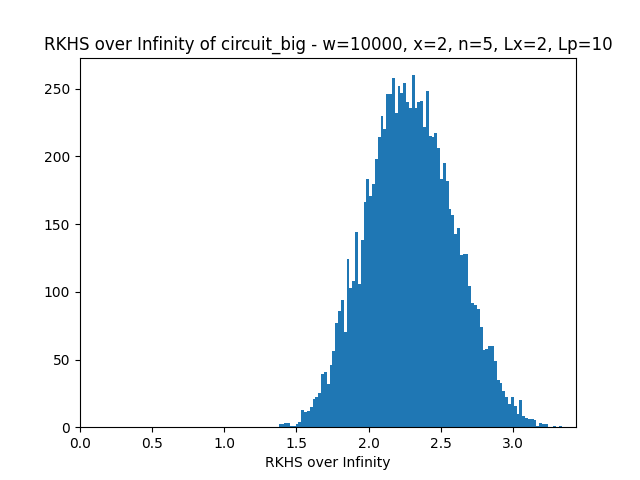 RKHS over Infinity of circuit_big - w=10000, x=2, n=5, Lx=2, Lp=10
250
200
150
100
50
0
0.0 0.5 1.0 1.5 2.0 2.5 3.0
RKHS over Infinity